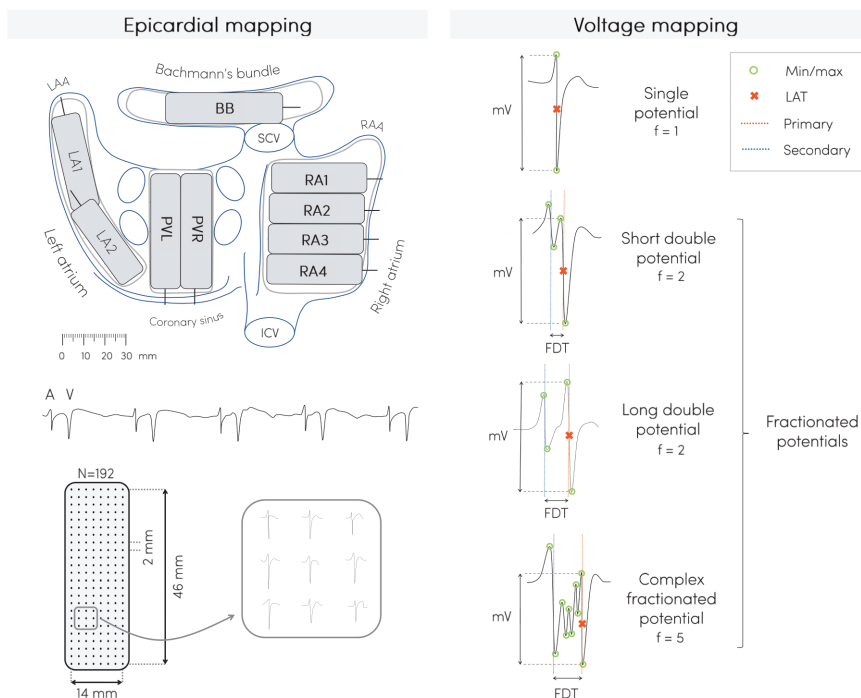 Epicardial mapping
Bachmann's bundle
LAA
BB
SCV
RAA
LA1
LA2
PVL
PVR
RA1
RA2
RA3
RA4
Left atrium
Right atrium
Coronary sinus
ICV
0 10 20 30 mm
A V
N=192
2 mm
46 mm
14 mm
Voltage mapping
Min/max
LAT
Primary
Secondary
mV
Single
potential
f = 1
mV
Short double
potential
f = 2
FDT
mV
Long double
potential
f = 2
FDT
mV
Complex
fractionated
potential
f = 5
FDT
Fractionated
potentials